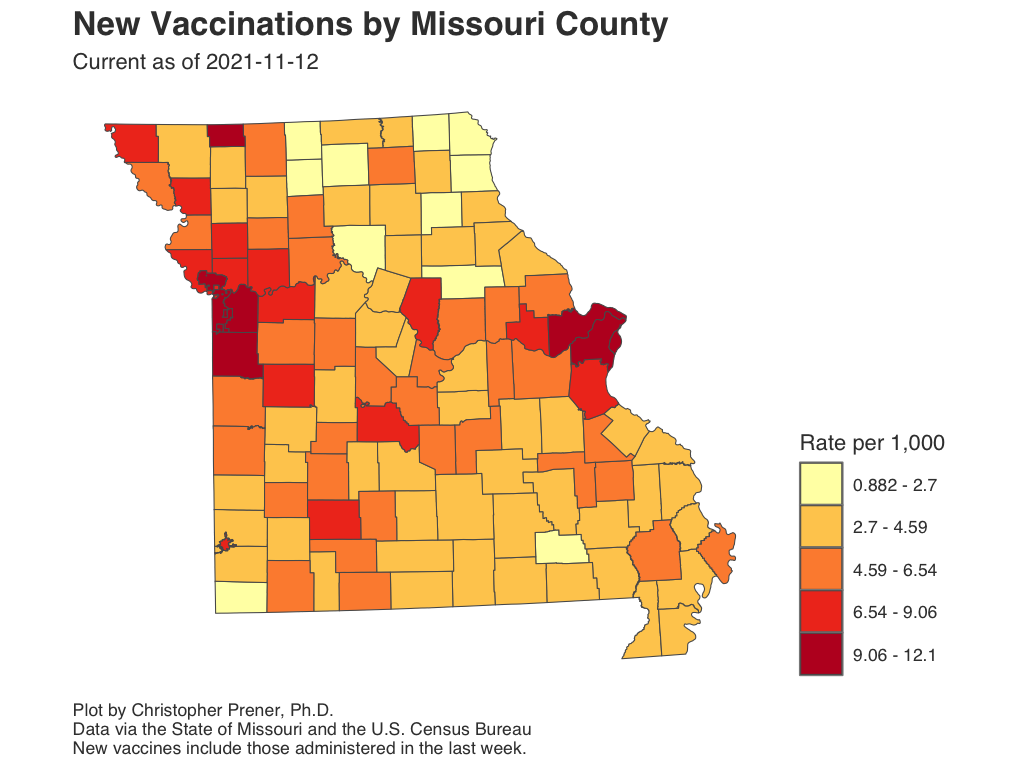 New Vaccinations by Missouri County
Current as of 2021-11-12
Rate per 1,000
0.882 - 2.7
2.7 - 4.59
4.59 - 6.54
6.54 - 9.06
9.06 - 12.1
Plot by Christopher Prener, Ph.D.
Data via the State of Missouri and the U.S. Census Bureau
New vaccines include those administered in the last week.